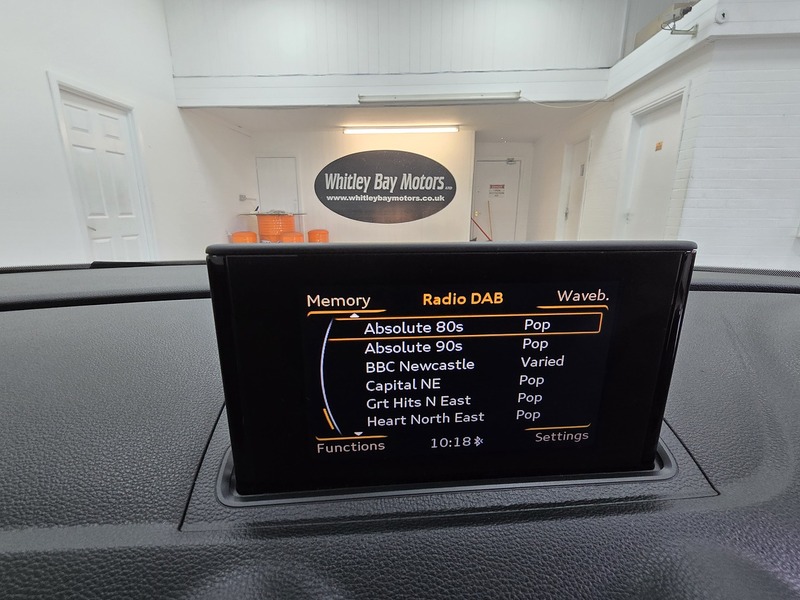 Whitley Bay Motors
www.whitleybaymotors.co.uk
Memory Radio DAB Waveb.
Absolute 80s Pop
Absolute 90s Pop
BBC Newcastle Varied
Capital NE Pop
Grt Hits N East Pop
Heart North East Pop
Functions 10:18 Settings